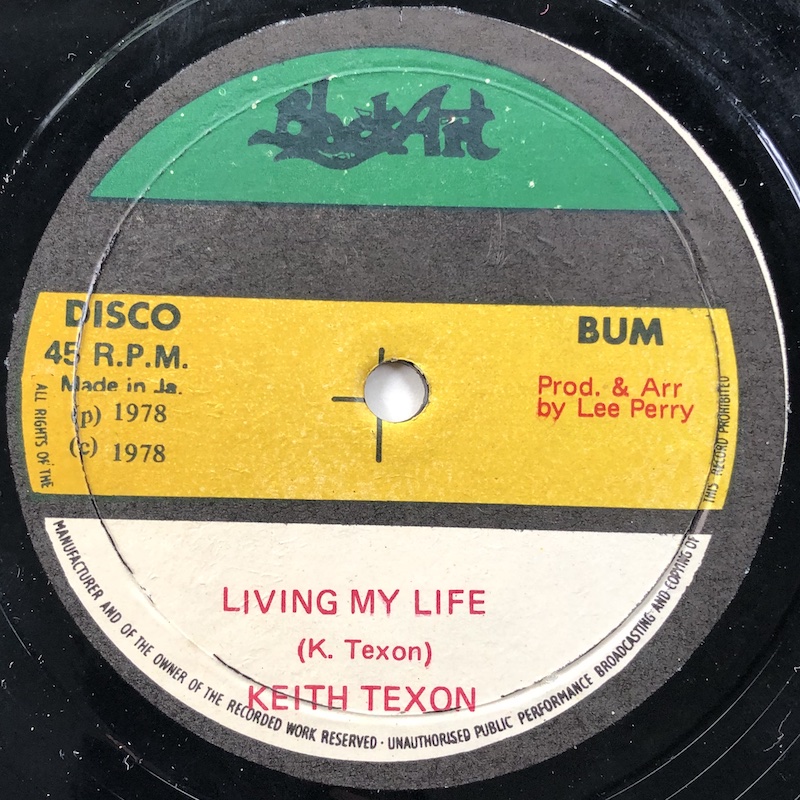 Black Art
DISCO
45 R.P.M.
Made in Ja.
(p) 1978
(c) 1978
BUM
Prod. & Arr
by Lee Perry
LIVING MY LIFE
(K. Texon)
KEITH TEXON
ALL RIGHTS OF THE MANUFACTURER AND OF THE OWNER OF THE RECORDED WORK RESERVED · UNAUTHORISED PUBLIC PERFORMANCE BROADCASTING AND COPYING OF THIS RECORD PROHIBITED